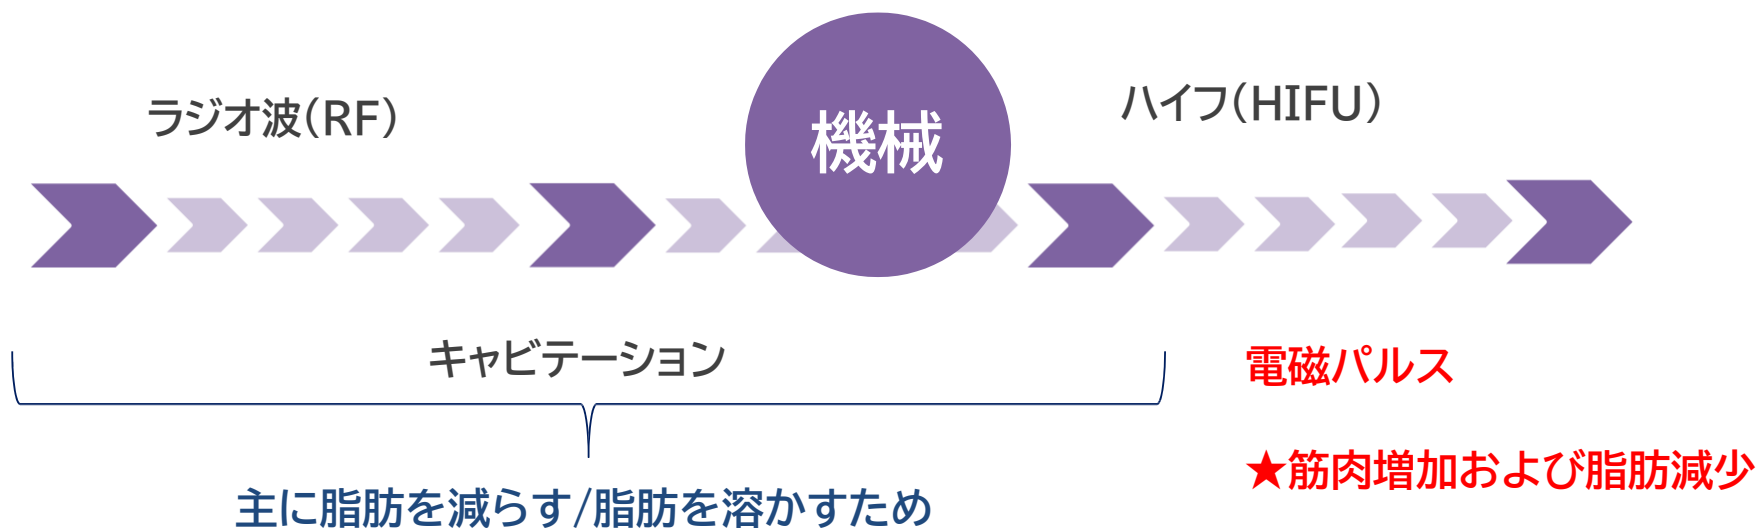 ラジオ波(RF)
機械
ハイフ(HIFU)
キャビテーション
電磁パルス
★筋肉増加および脂肪減少
主に脂肪を減らす/脂肪を溶かすため